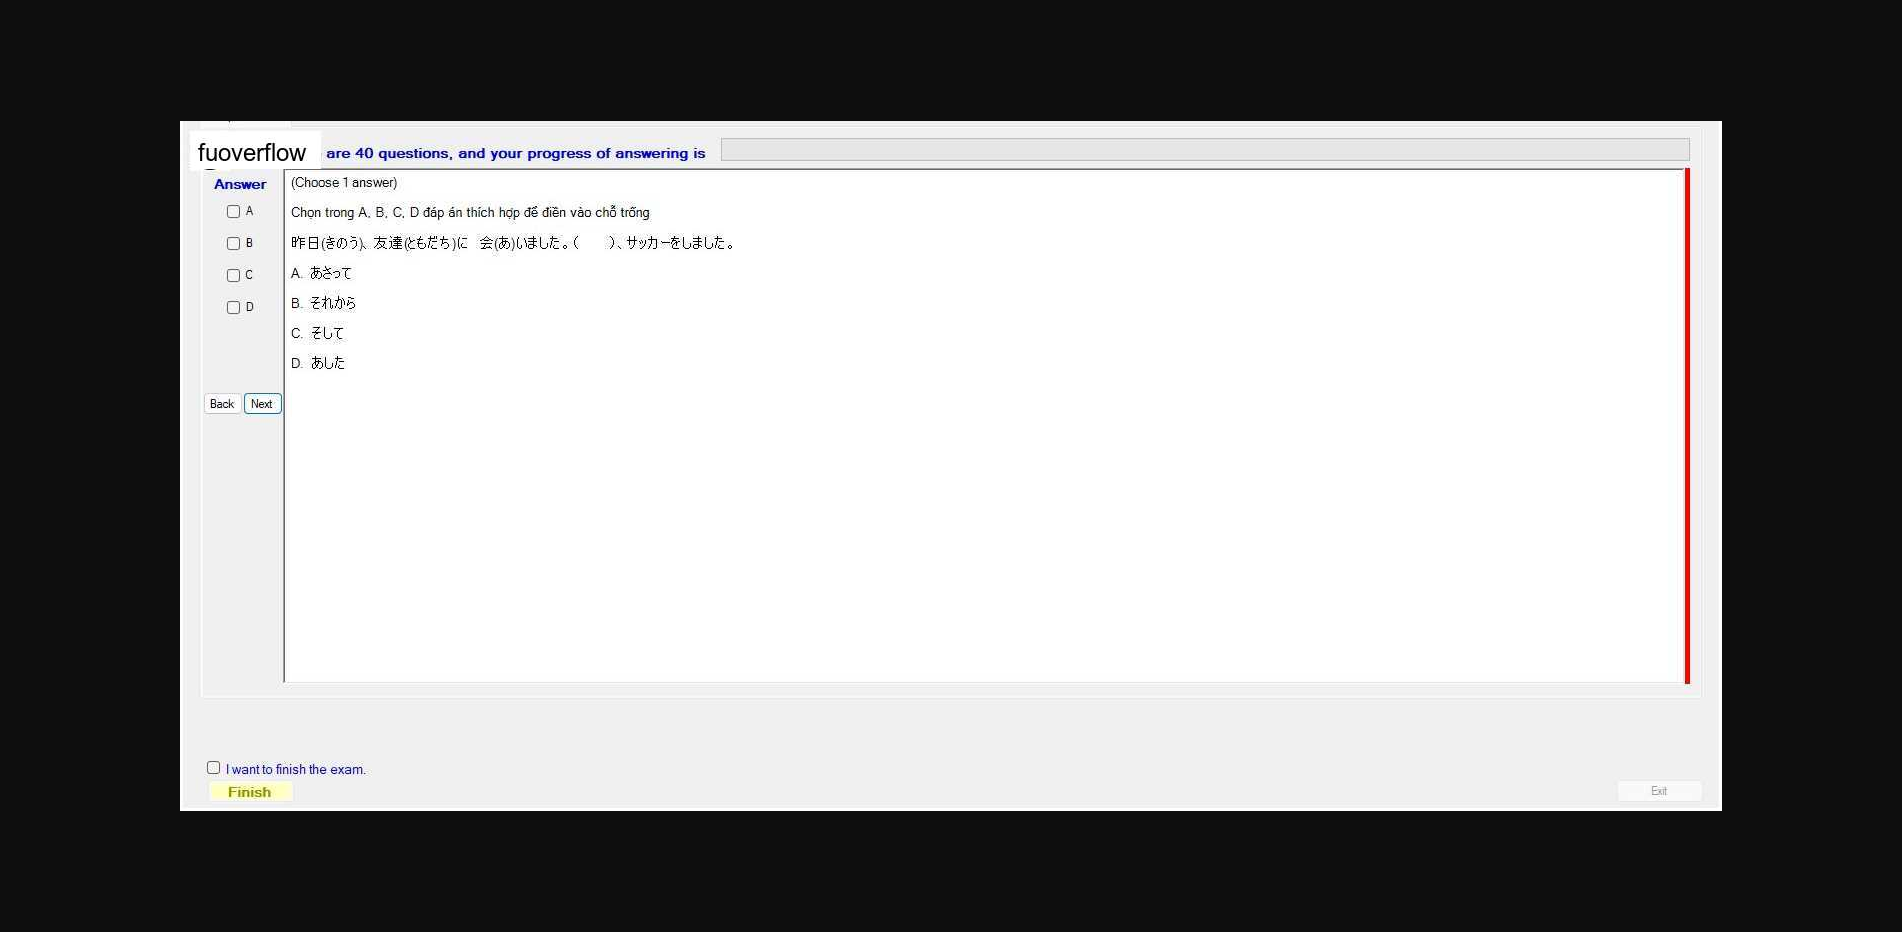 fuoverflow are 40 questions, and your progress of answering is
Answer
(Choose 1 answer)
A
Chọn trong A, B, C, D đáp án thích hợp để điền vào chỗ trống
B
昨日(きのう)、友達(ともだち)に 会(あ)いました。( )、サッカーをしました。
C
A. あさって
D
B. それから
C. そして
D. あした
Back Next
I want to finish the exam.
Finish
Exit